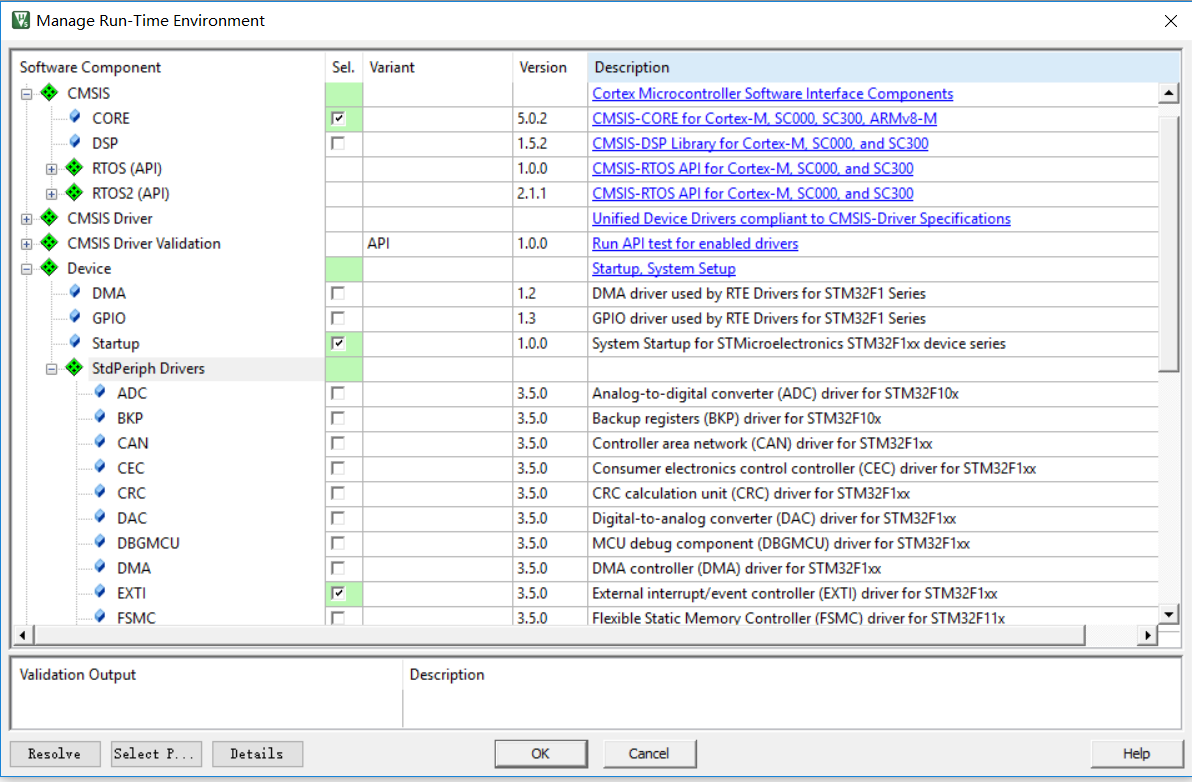 Manage Run-Time Environment
Software Component Sel. Variant Version Description
CMSIS Cortex Microcontroller Software Interface Components
CORE 5.0.2 CMSIS-CORE for Cortex-M, SC000, SC300, ARMv8-M
DSP 1.5.2 CMSIS-DSP Library for Cortex-M, SC000, and SC300
RTOS (API) 1.0.0 CMSIS-RTOS API for Cortex-M, SC000, and SC300
RTOS2 (API) 2.1.1 CMSIS-RTOS API for Cortex-M, SC000, and SC300
CMSIS Driver Unified Device Drivers compliant to CMSIS-Driver Specifications
CMSIS Driver Validation API 1.0.0 Run API test for enabled drivers
Device Startup, System Setup
DMA 1.2 DMA driver used by RTE Drivers for STM32F1 Series
GPIO 1.3 GPIO driver used by RTE Drivers for STM32F1 Series
Startup 1.0.0 System Startup for STMicroelectronics STM32F1xx device series
StdPeriph Drivers
ADC 3.5.0 Analog-to-digital converter (ADC) driver for STM32F10x
BKP 3.5.0 Backup registers (BKP) driver for STM32F10x
CAN 3.5.0 Controller area network (CAN) driver for STM32F1xx
CEC 3.5.0 Consumer electronics control controller (CEC) driver for STM32F1xx
CRC 3.5.0 CRC calculation unit (CRC) driver for STM32F1xx
DAC 3.5.0 Digital-to-analog converter (DAC) driver for STM32F1xx
DBGMCU 3.5.0 MCU debug component (DBGMCU) driver for STM32F1xx
DMA 3.5.0 DMA controller (DMA) driver for STM32F1xx
EXTI 3.5.0 External interrupt/event controller (EXTI) driver for STM32F1xx
FSMC 3.5.0 Flexible Static Memory Controller (FSMC) driver for STM32F11x
Validation Output Description
Resolve Select P... Details OK Cancel Help